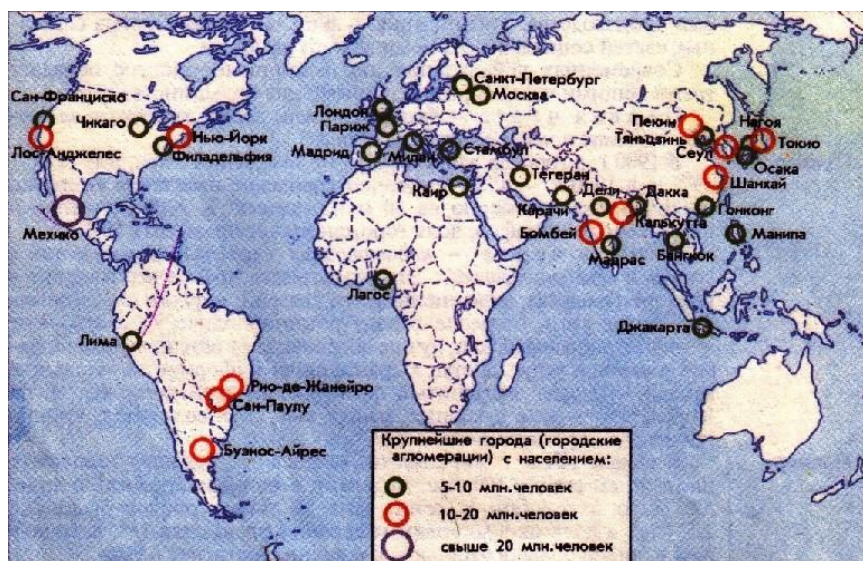 Санкт-Петербург
Москва
Сан-Франциско
Чикаго
Нью-Йорк
Лос-Анджелес
Филадельфия
Мехико
Лондон
Париж
Мадрид
Милан
Стамбул
Каир
Тегеран
Карачи
Дели
Дакка
Калькутта
Бомбей
Мадрас
Бангкок
Пекин
Тяньцзинь
Сеул
Нагоя
Токио
Осака
Шанхай
Гонконг
Манила
Лагос
Джакарта
Лима
Рио-де-Жанейро
Сан-Паулу
Буэнос-Айрес
Крупнейшие города (городские
агломерации) с населением:
5-10 млн.человек
10-20 млн.человек
свыше 20 млн.человек